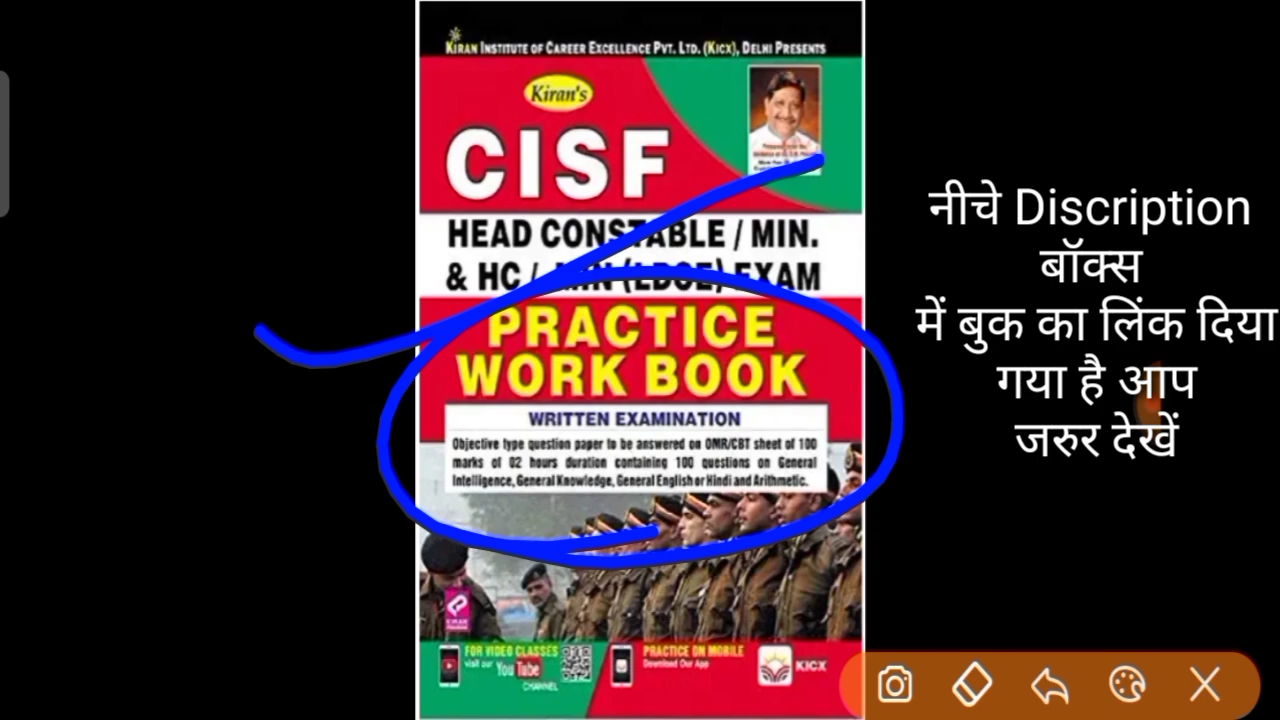 KIRAN INSTITUTE OF CAREER EXCELLENCE PVT. LTD. (KICX), DELHI PRESENTS
Kiran's
CISF
HEAD CONSTABLE / MIN.
& HC / MIN (LDCE) EXAM
PRACTICE
WORK BOOK
WRITTEN EXAMINATION
Objective type question paper to be answered on OMR/CBT sheet of 100
marks of 02 hours duration containing 100 questions on General
Intelligence, General Knowledge, General English or Hindi and Arithmetic.
FOR VIDEO CLASSES
visit our YouTube
CHANNEL
PRACTICE ON MOBILE
Download Our App
KICX
नीचे Discription
बॉक्स
में बुक का लिंक दिया
गया है आप
जरुर देखें